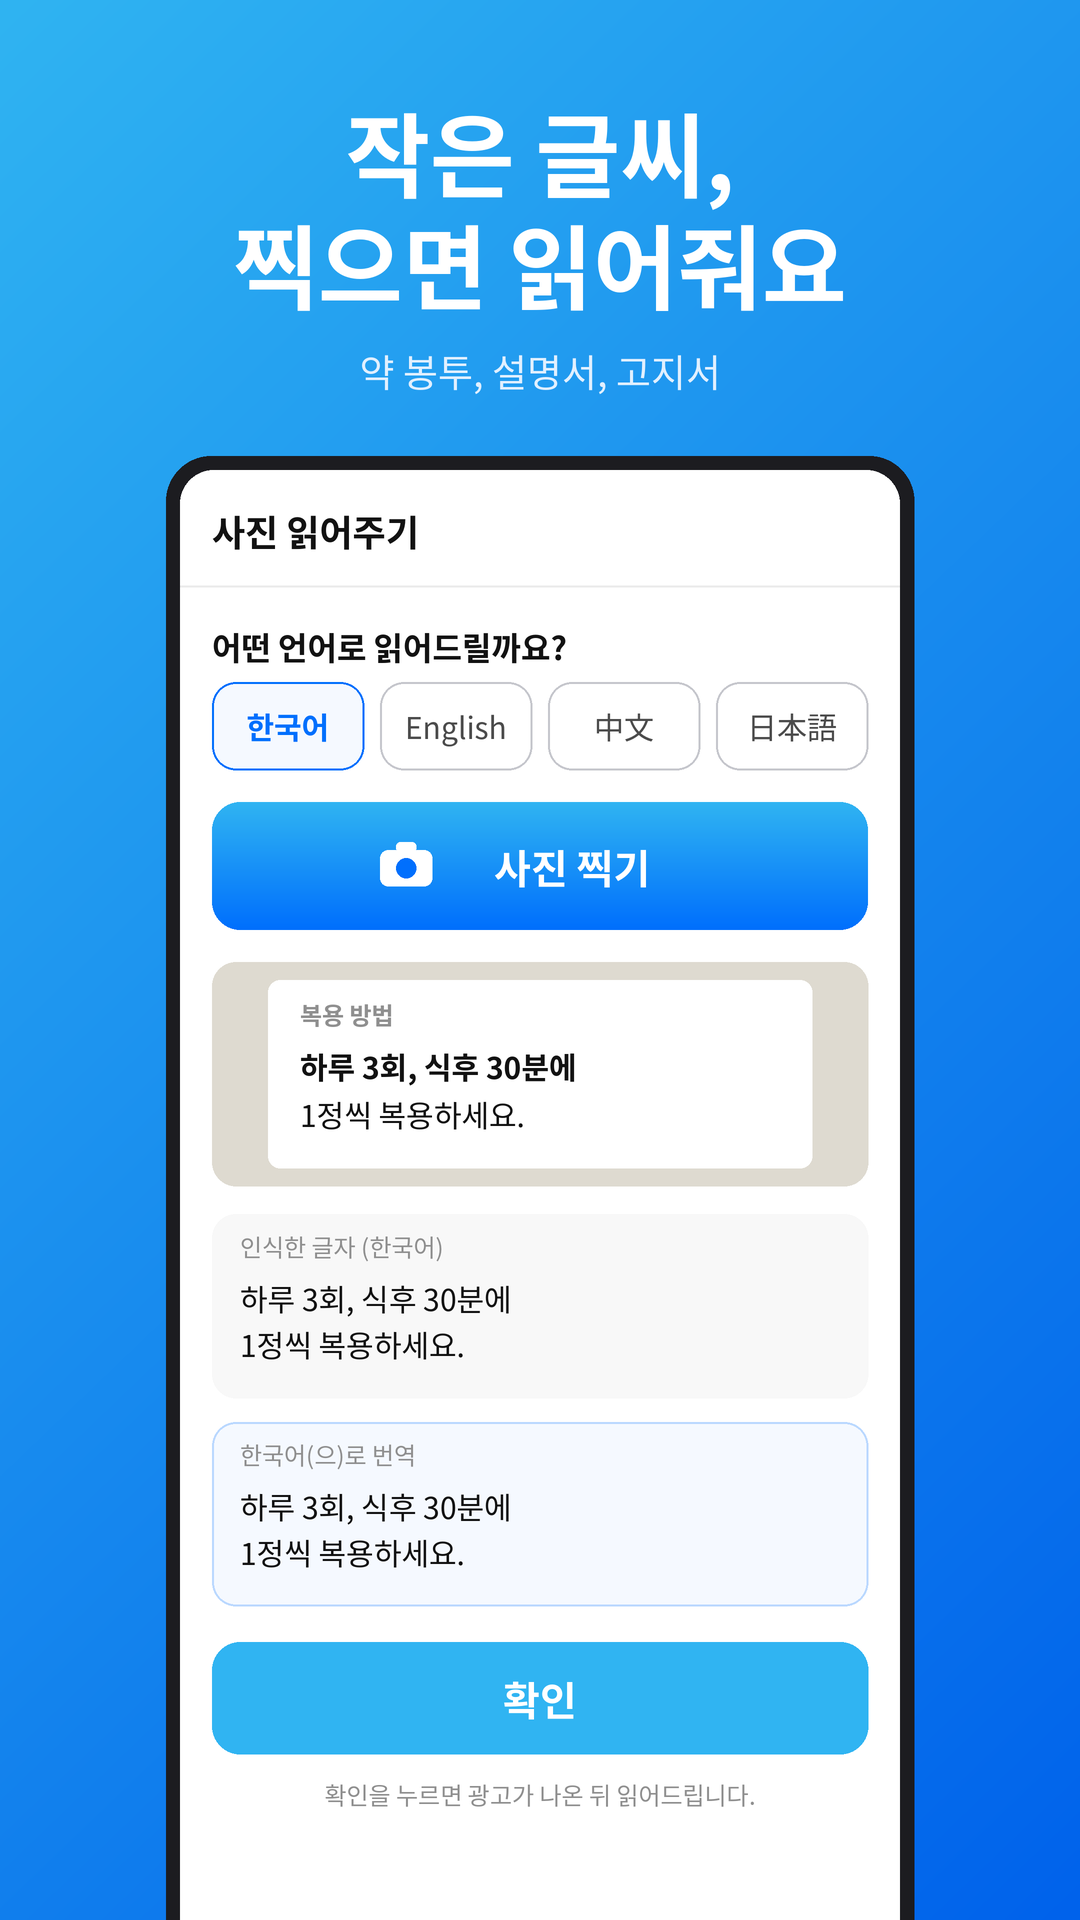 작은 글씨,
찍으면 읽어줘요
약 봉투, 설명서, 고지서
사진 읽어주기
어떤 언어로 읽어드릴까요?
한국어 English 中文 日本語
사진 찍기
복용 방법
하루 3회, 식후 30분에
1정씩 복용하세요.
인식한 글자 (한국어)
하루 3회, 식후 30분에
1정씩 복용하세요.
한국어(으)로 번역
하루 3회, 식후 30분에
1정씩 복용하세요.
확인
확인을 누르면 광고가 나온 뒤 읽어드립니다.